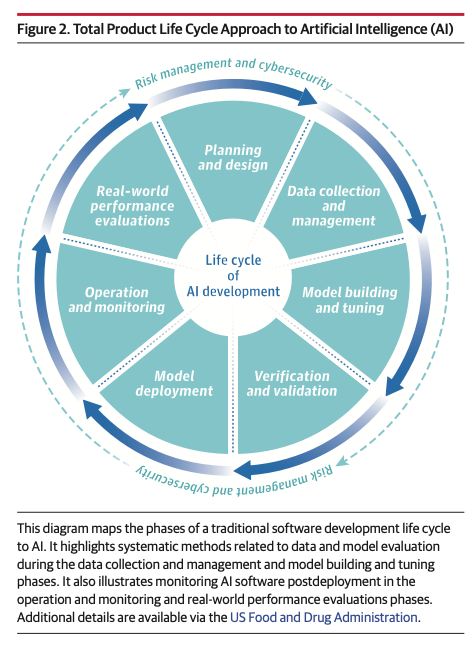 Figure 2. Total Product Life Cycle Approach to Artificial Intelligence (AI)
Risk management and cybersecurity
Planning
and design
Data collection
and
management
Model building
and tuning
Verification
and validation
Model
deployment
Operation
and monitoring
Real-world
performance
evaluations
Life cycle
of
AI development
Risk management and cybersecurity
This diagram maps the phases of a traditional software development life cycle
to AI. It highlights systematic methods related to data and model evaluation
during the data collection and management and model building and tuning
phases. It also illustrates monitoring AI software postdeployment in the
operation and monitoring and real-world performance evaluations phases.
Additional details are available via the US Food and Drug Administration.